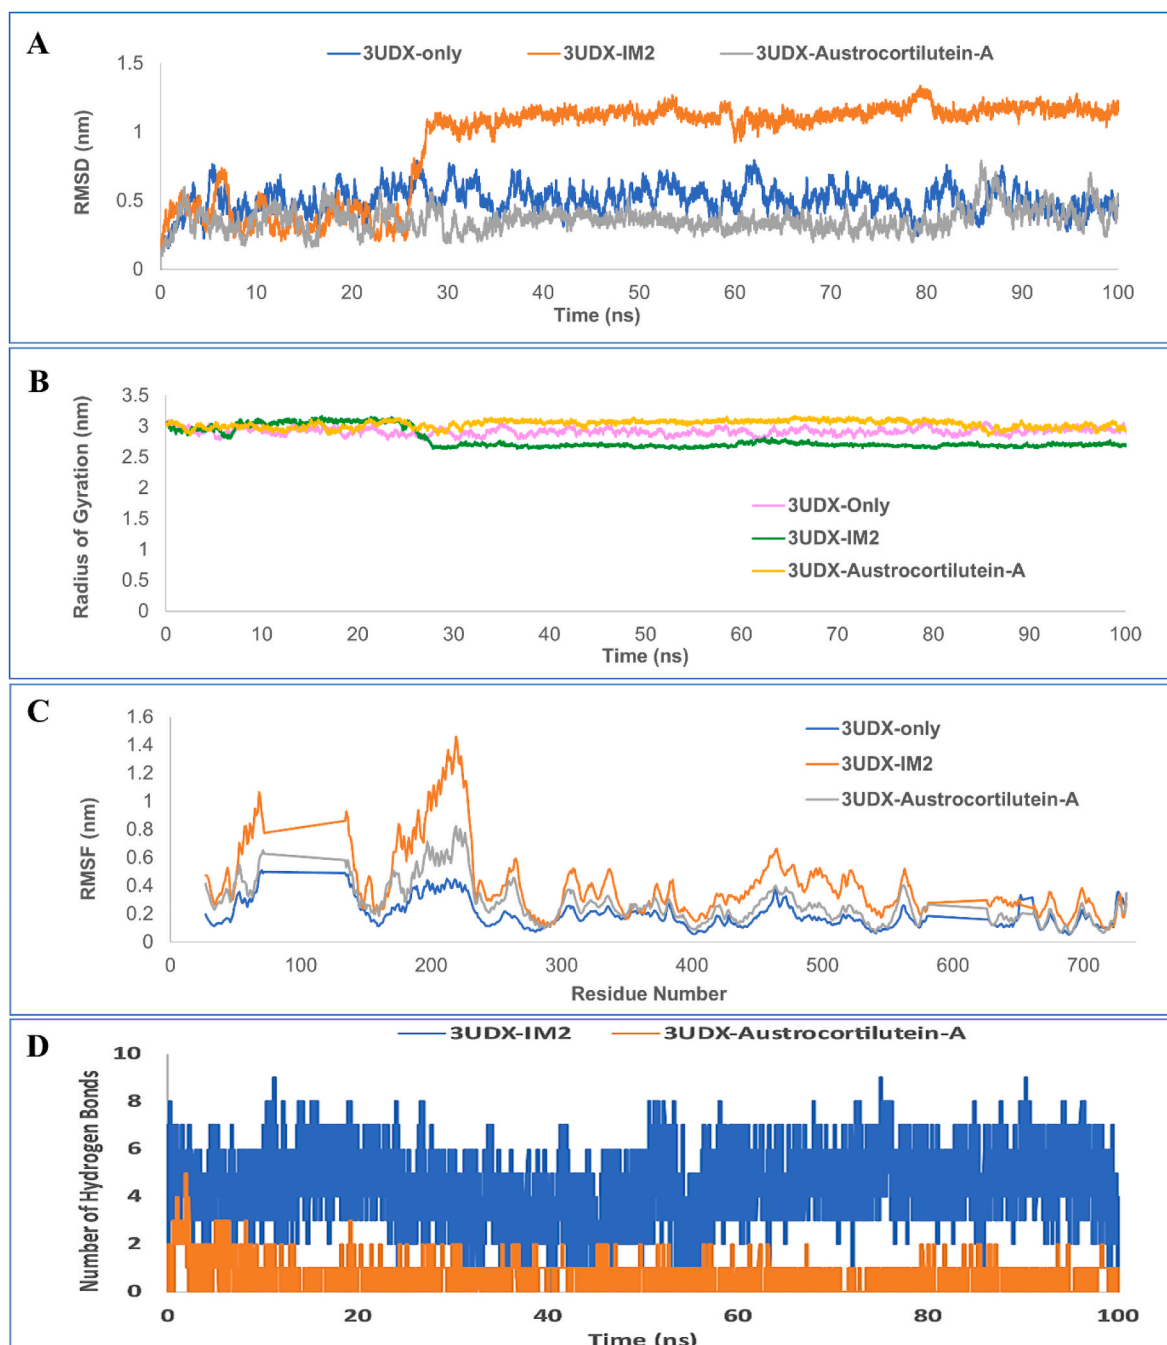 A
3UDX-only 3UDX-IM2 3UDX-Austrocortilutein-A
1.5
1
0.5
0
RMSD (nm)
0 10 20 30 40 50 60 70 80 90 100
Time (ns)
B
3.5
3
2.5
2
1.5
1
0.5
0
Radius of Gyration (nm)
3UDX-Only
3UDX-IM2
3UDX-Austrocortilutein-A
0 10 20 30 40 50 60 70 80 90 100
Time (ns)
C
1.6
1.4
1.2
1
0.8
0.6
0.4
0.2
0
RMSF (nm)
3UDX-only
3UDX-IM2
3UDX-Austrocortilutein-A
0 100 200 300 400 500 600 700
Residue Number
D
3UDX-IM2 3UDX-Austrocortilutein-A
10
8
6
4
2
0
Number of Hydrogen Bonds
0 20 40 60 80 100
Time (ns)